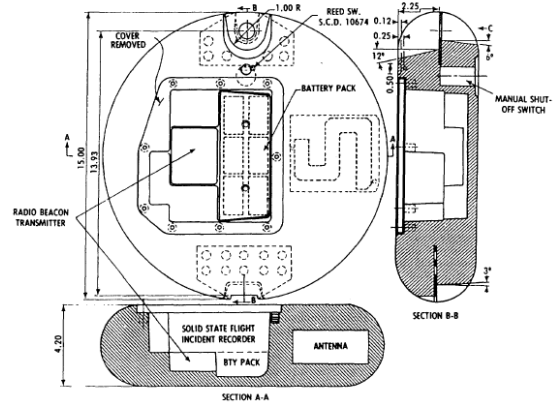 B
1,00 R
REED SW.
S.C.D. 10674
COVER
REMOVED
2.25
0.12
0.25
C
12°
6°
0.50
BATTERY PACK
MANUAL SHUT-
OFF SWITCH
A
A
15.00
13.93
RADIO BEACON
TRANSMITTER
3°
B
SECTION B-B
4.20
SOLID STATE FLIGHT
INCIDENT RECORDER
BTY PACK
ANTENNA
SECTION A-A